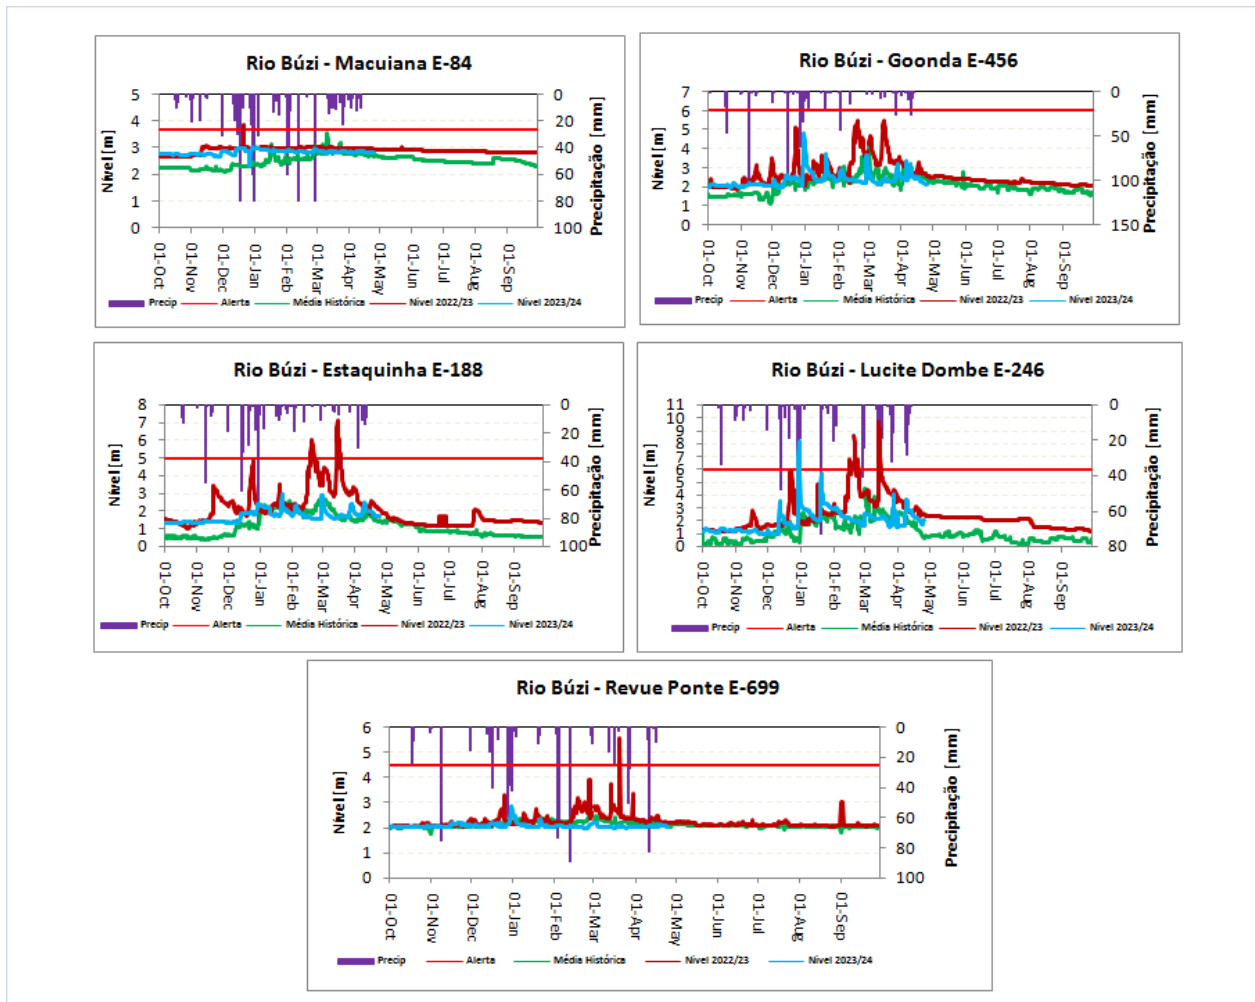 Rio Búzi - Macuiana E-84
5
4
3
2
1
0
0
20
40
60
80
100
Nível [m]
Precipitação [mm]
01-Oct
01-Nov
01-Dec
01-Jan
01-Feb
01-Mar
01-Apr
01-May
01-Jun
01-Jul
01-Aug
01-Sep
Precip
Alerta
Média Histórica
Nivel 2022/23
Nivel 2023/24
Rio Búzi - Goonda E-456
7
6
5
4
3
2
1
0
0
50
100
150
Nível [m]
Precipitação [mm]
01-Oct
01-Nov
01-Dec
01-Jan
01-Feb
01-Mar
01-Apr
01-May
01-Jun
01-Jul
01-Aug
01-Sep
Precip
Alerta
Média Histórica
Nivel 2022/23
Nivel 2023/24
Rio Búzi - Estaquinha E-188
8
7
6
5
4
3
2
1
0
0
20
40
60
80
100
Nível [m]
Precipitação [mm]
01-Oct
01-Nov
01-Dec
01-Jan
01-Feb
01-Mar
01-Apr
01-May
01-Jun
01-Jul
01-Aug
01-Sep
Precip
Alerta
Média Histórica
Nivel 2022/23
Nivel 2023/24
Rio Búzi - Lucite Dombe E-246
11
10
9
8
7
6
5
4
3
2
1
0
0
20
40
60
80
Nível [m]
Precipitação [mm]
01-Oct
01-Nov
01-Dec
01-Jan
01-Feb
01-Mar
01-Apr
01-May
01-Jun
01-Jul
01-Aug
01-Sep
Precip
Alerta
Média Histórica
Nivel 2022/23
Nivel 2023/24
Rio Búzi - Revue Ponte E-699
6
5
4
3
2
1
0
0
20
40
60
80
100
Nível [m]
Precipitação [mm]
01-Oct
01-Nov
01-Dec
01-Jan
01-Feb
01-Mar
01-Apr
01-May
01-Jun
01-Jul
01-Aug
01-Sep
Precip
Alerta
Média Histórica
Nivel 2022/23
Nivel 2023/24